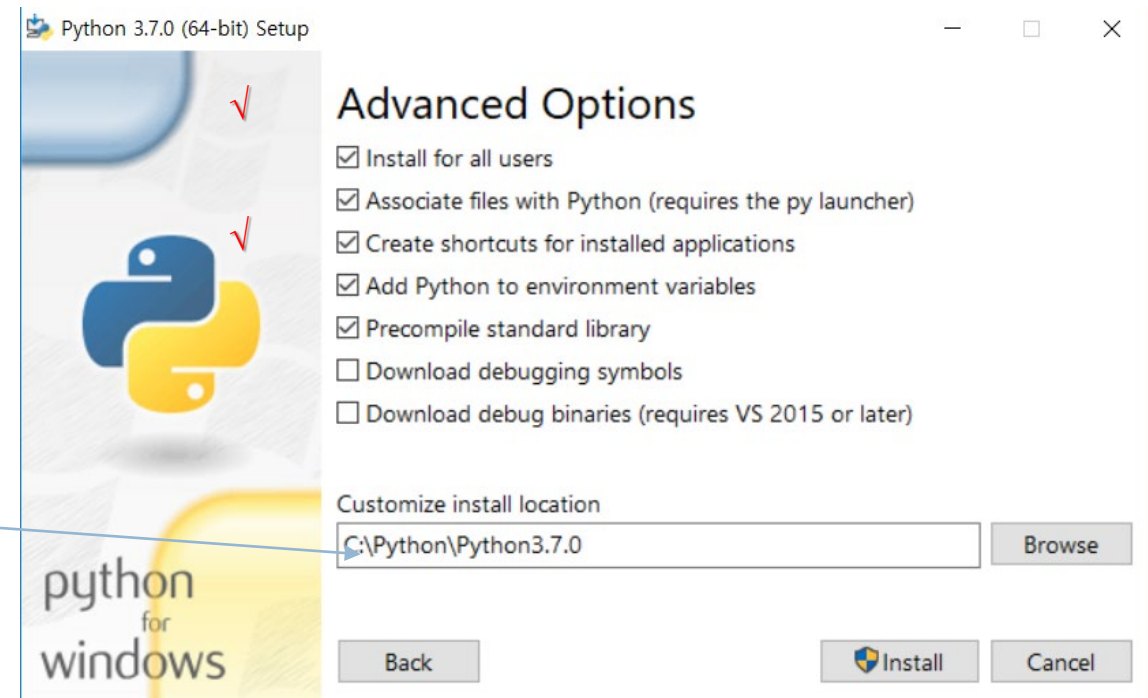 Python 3.7.0 (64-bit) Setup
√
Advanced Options
Install for all users
Associate files with Python (requires the py launcher)
√
Create shortcuts for installed applications
Add Python to environment variables
Precompile standard library
Download debugging symbols
Download debug binaries (requires VS 2015 or later)
Customize install location
C:\Python\Python3.7.0
Browse
python
for
windows
Back
Install
Cancel